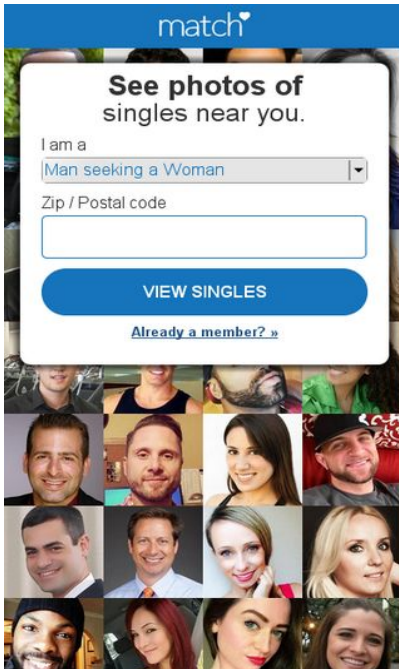 match
See photos of
singles near you.
I am a
Man seeking a Woman
Zip / Postal code
VIEW SINGLES
Already a member? »